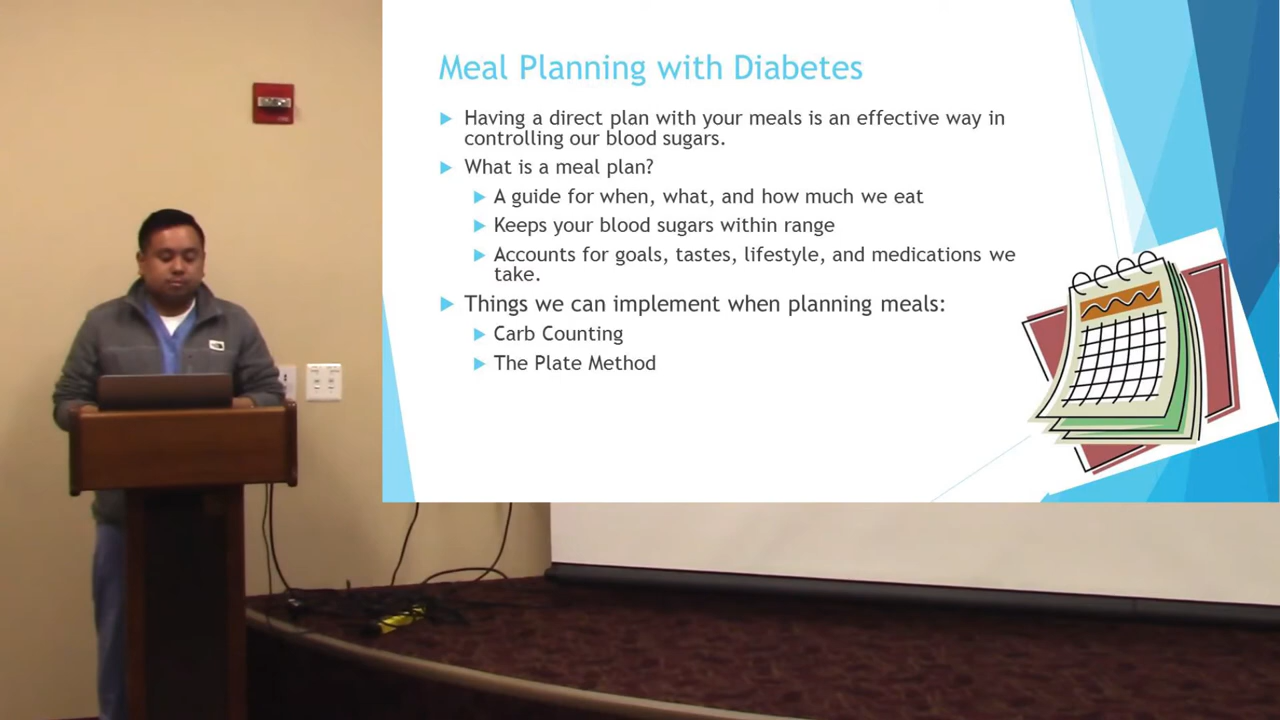 Meal Planning with Diabetes
Having a direct plan with your meals is an effective way in
controlling our blood sugars.
What is a meal plan?
A guide for when, what, and how much we eat
Keeps your blood sugars within range
Accounts for goals, tastes, lifestyle, and medications we
take.
Things we can implement when planning meals:
Carb Counting
The Plate Method